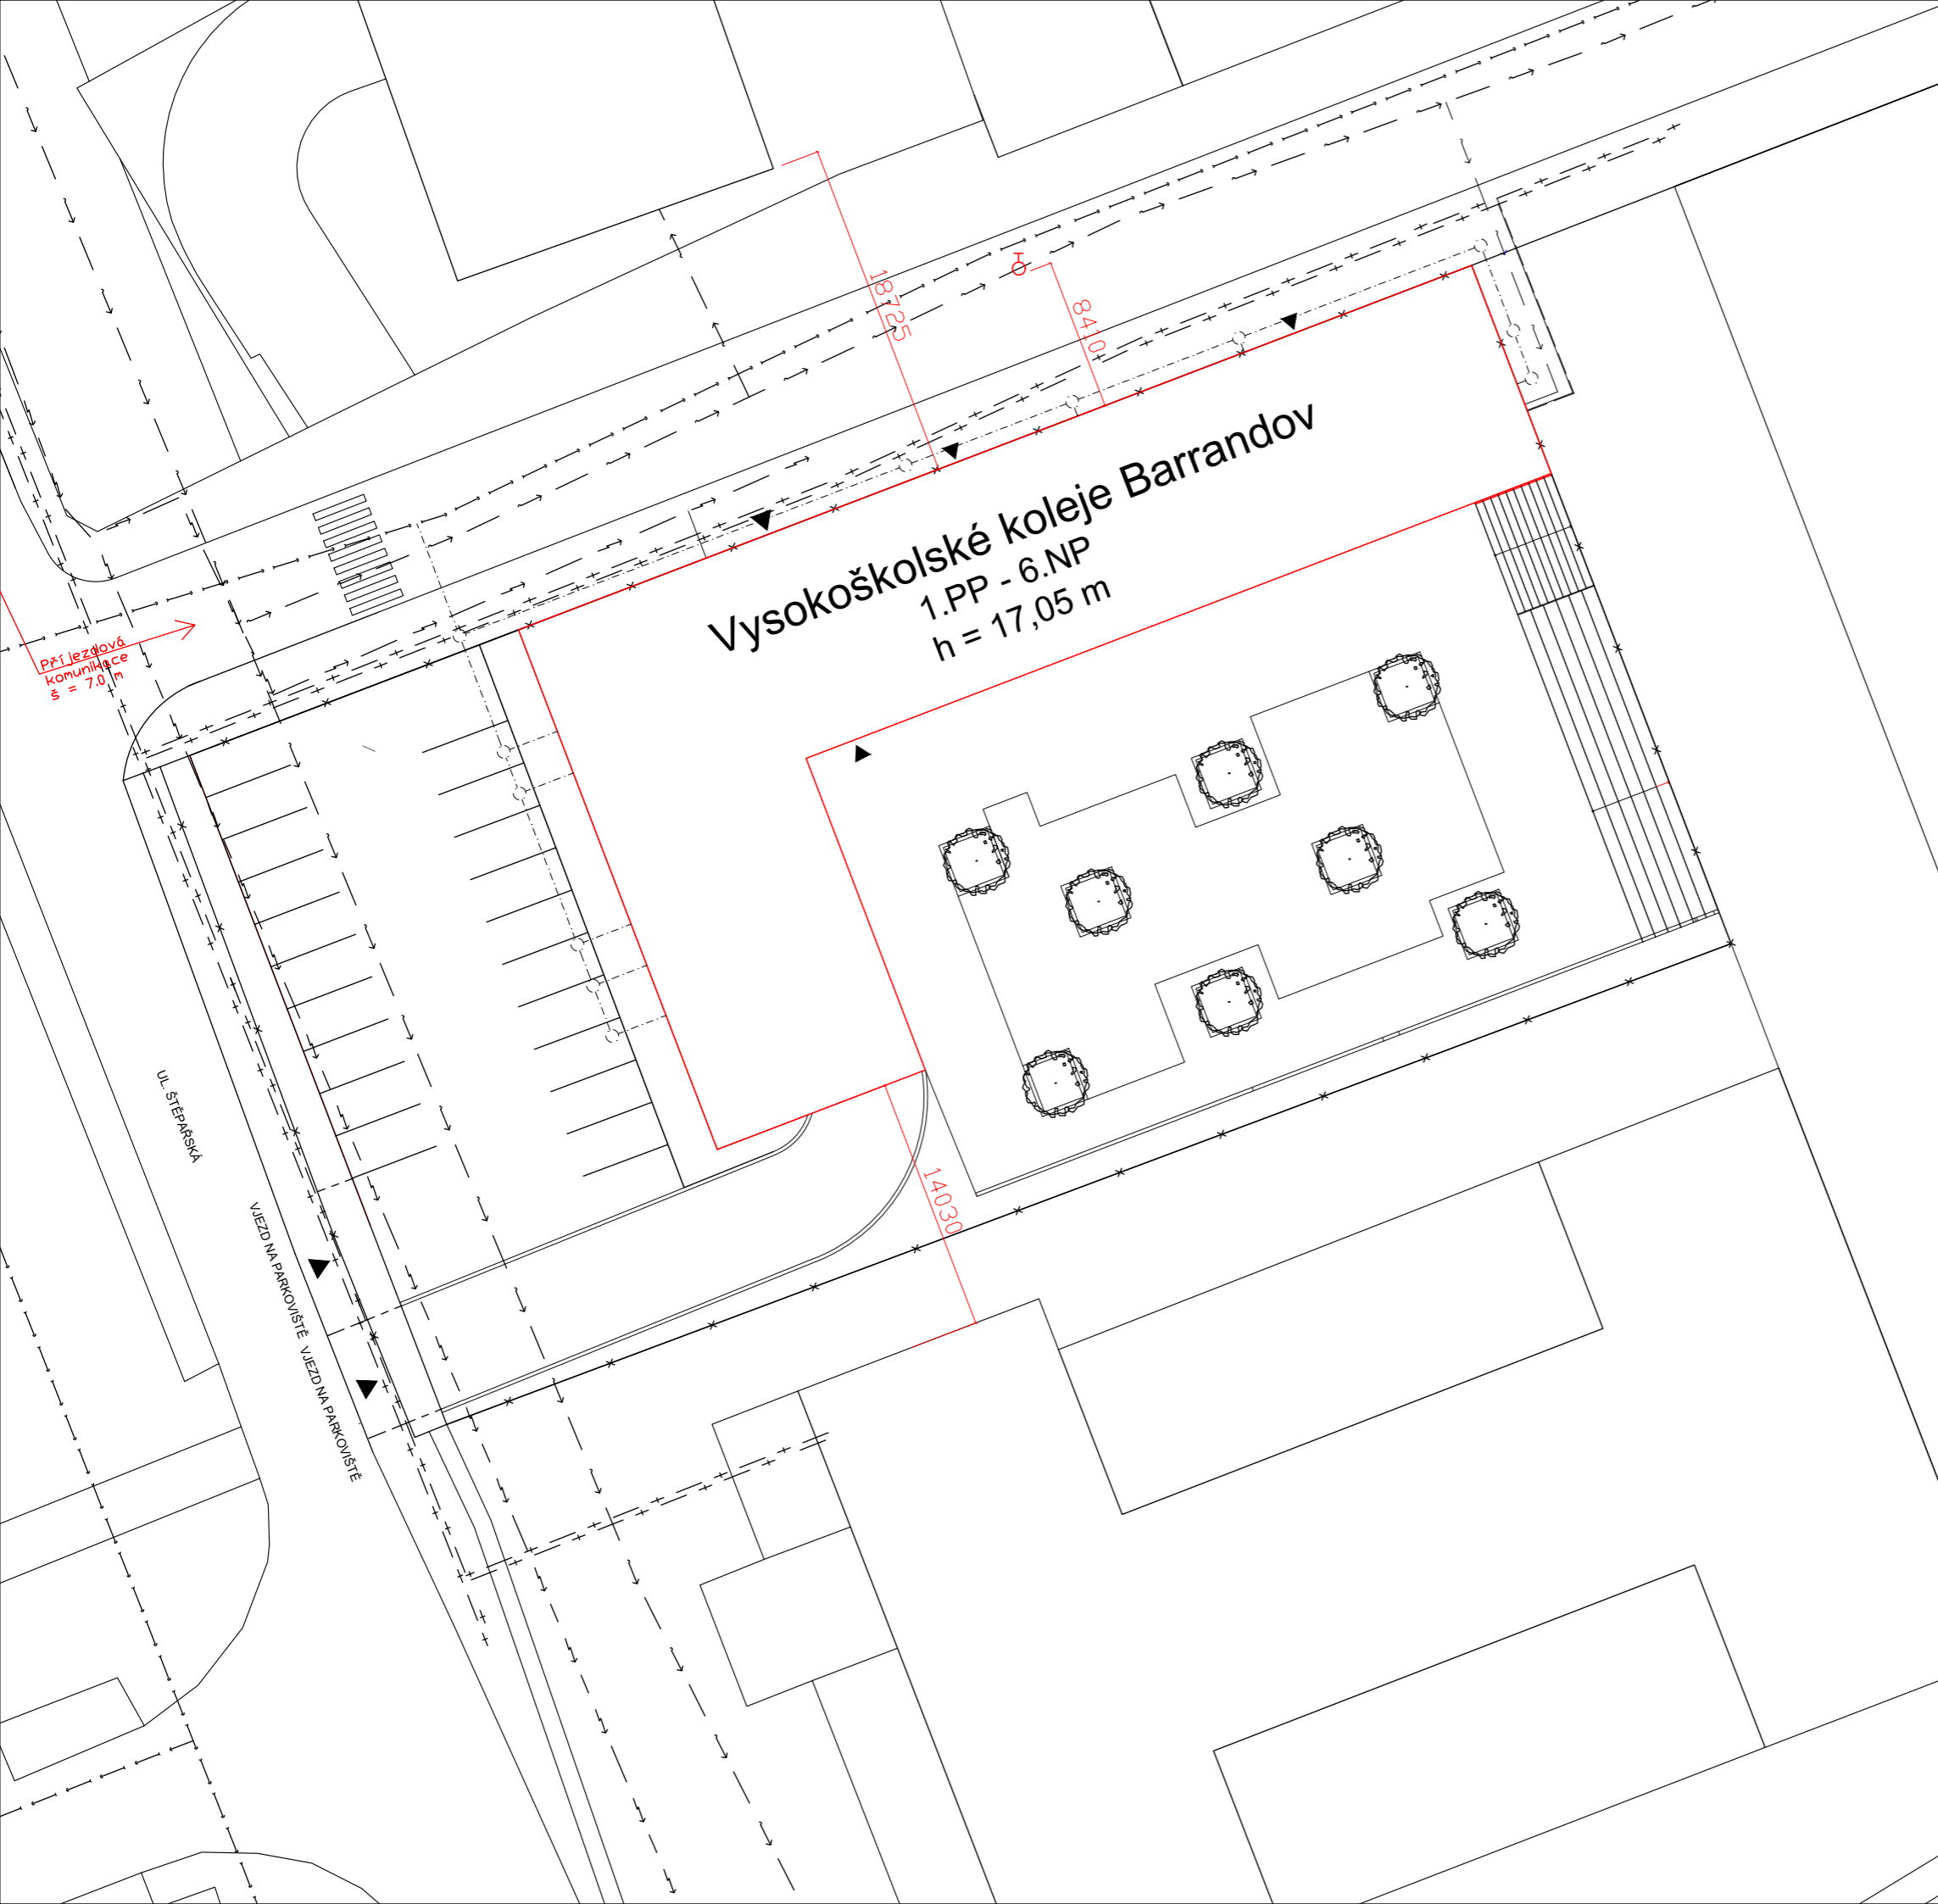 18725
8410
Vysokoškolské koleje Barrandov
1.PP - 6.NP
h = 17,05 m
Příjezdová
komunikace
š = 7.0 m
UL. ŠTĚPAŘSKÁ
14030
VJEZD NA PARKOVIŠTĚ
VJEZD NA PARKOVIŠTĚ